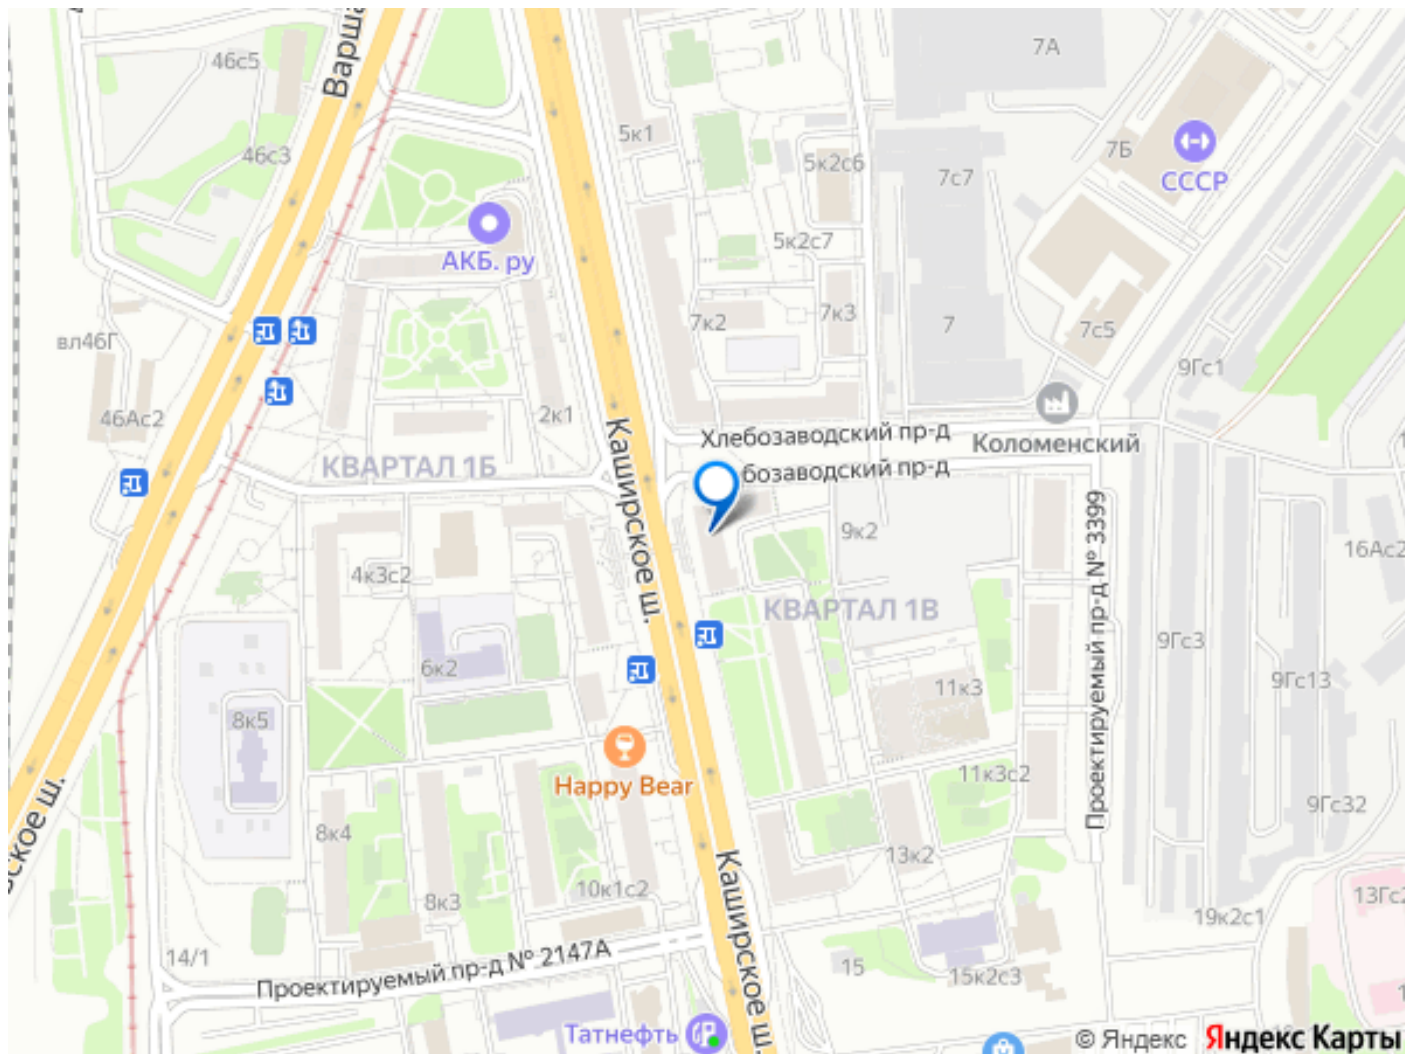 7А
46с5
Варша
5к1
7Б
46с3
5к2с6
7с7
СССР
5к2с7
АКБ. ру
7к2
7к3
7
7с5
вл46Г
9Гс1
46Ас2
2к1
Каширское ш.
Хлебозаводский пр-д
Коломенский
КВАРТАЛ 1Б
бозаводский пр-д
9к2
16Ас2
4к3с2
Проектируемый пр-д № 3399
КВАРТАЛ 1В
9Гс3
6к2
11к3
9Гс13
8к5
11к3с2
Happy Bear
9Гс32
8к4
ское ш.
13к2
Каширское ш.
10к1с2
8к3
13Гс2
19к2с1
14/1
Проектируемый пр-д № 2147А
15
15к2с3
Татнефть
© Яндекс Яндекс Карты